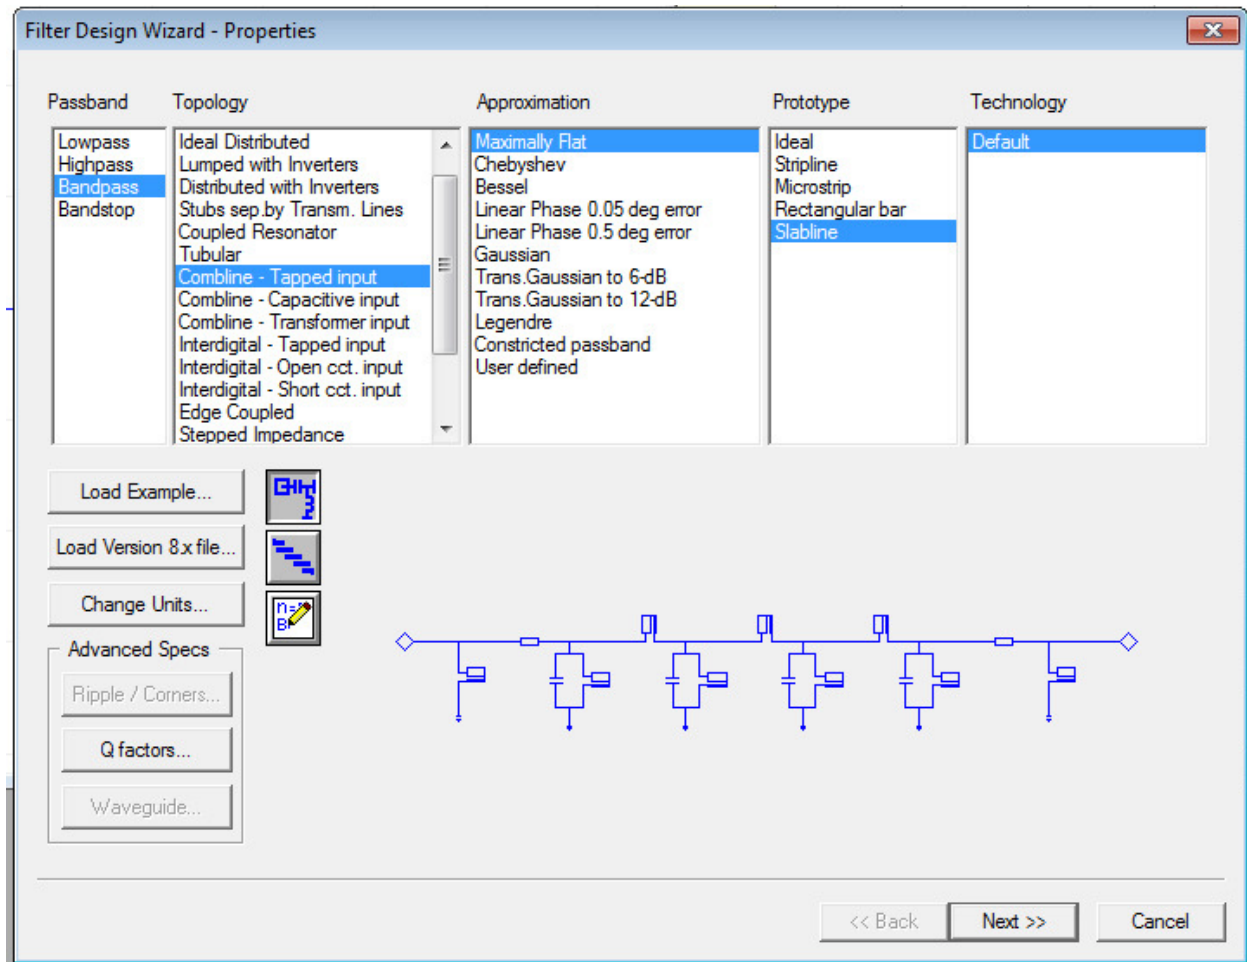 Filter Design Wizard - Properties
Passband
Topology
Approximation
Prototype
Technology
Lowpass
Highpass
Bandpass
Bandstop
Ideal Distributed
Lumped with Inverters
Distributed with Inverters
Stubs sep.by Transm. Lines
Coupled Resonator
Tubular
Combline - Tapped input
Combline - Capacitive input
Combline - Transformer input
Interdigital - Tapped input
Interdigital - Open cct. input
Interdigital - Short cct. input
Edge Coupled
Stepped Impedance
Maximally Flat
Chebyshev
Bessel
Linear Phase 0.05 deg error
Linear Phase 0.5 deg error
Gaussian
Trans.Gaussian to 6-dB
Trans.Gaussian to 12-dB
Legendre
Constricted passband
User defined
Ideal
Stripline
Microstrip
Rectangular bar
Slabline
Default
Load Example...
Load Version 8.x file...
Change Units...
n=
B
Advanced Specs
Ripple / Corners...
Q factors...
Waveguide...
<< Back
Next >>
Cancel